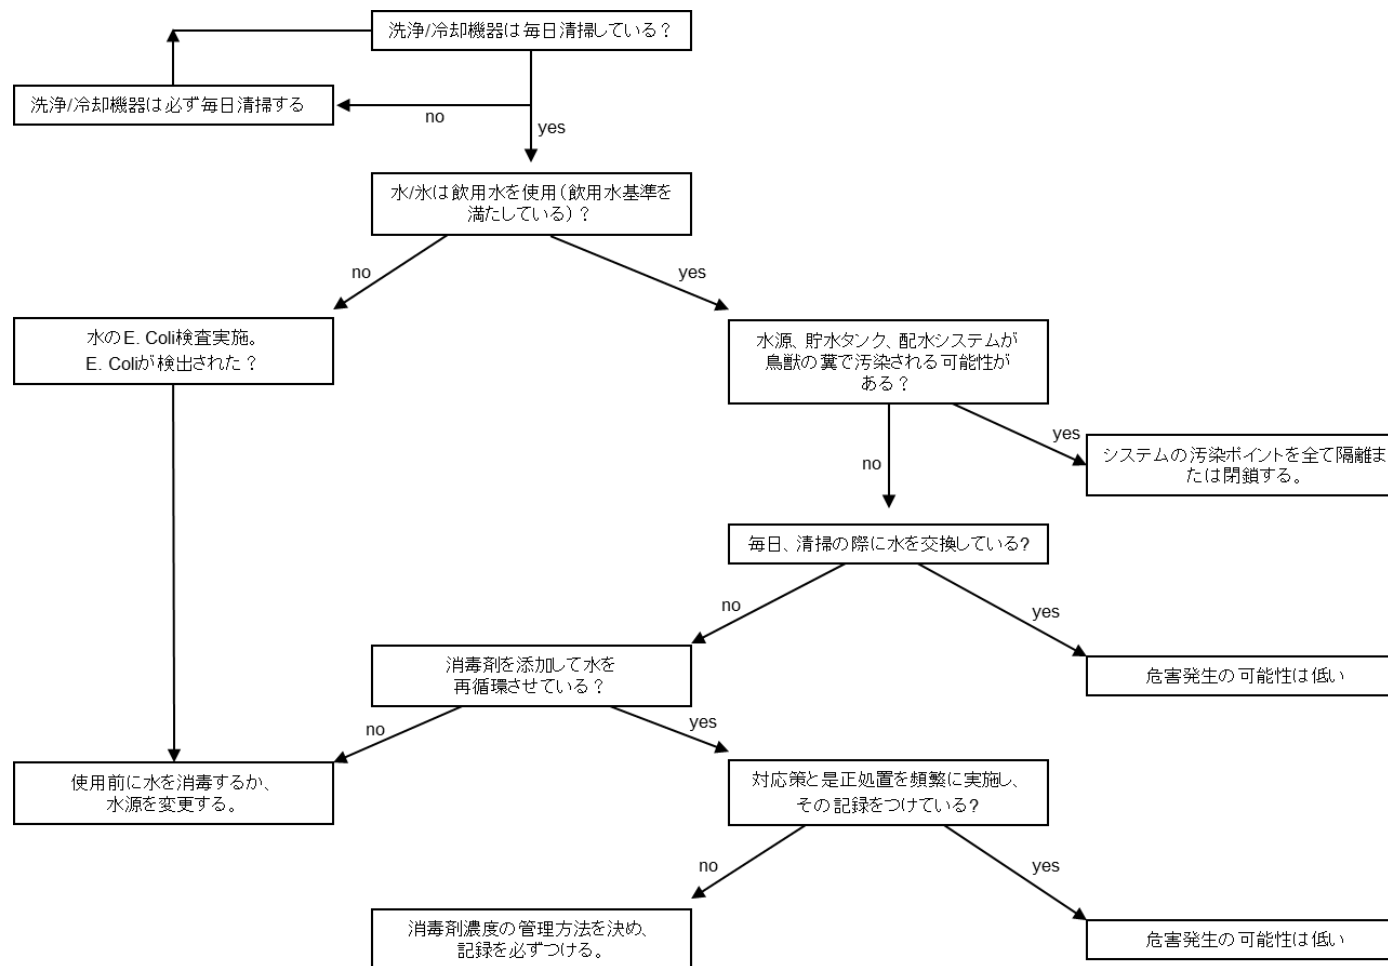 洗浄/冷却機器は毎日清掃している？
洗浄/冷却機器は必ず毎日清掃する
no
yes
水/氷は飲用水を使用（飲用水基準を
満たしている）？
no
yes
水のE. Coli検査実施。
E. Coliが検出された？
水源、貯水タンク、配水システムが
鳥獣の糞で汚染される可能性が
ある？
yes
no
システムの汚染ポイントを全て隔離ま
たは閉鎖する。
毎日、清掃の際に水を交換している?
no
yes
消毒剤を添加して水を
再循環させている？
危害発生の可能性は低い
no
yes
使用前に水を消毒するか、
水源を変更する。
対応策と是正処置を頻繁に実施し、
その記録をつけている?
no
yes
消毒剤濃度の管理方法を決め、
記録を必ずつける。
危害発生の可能性は低い